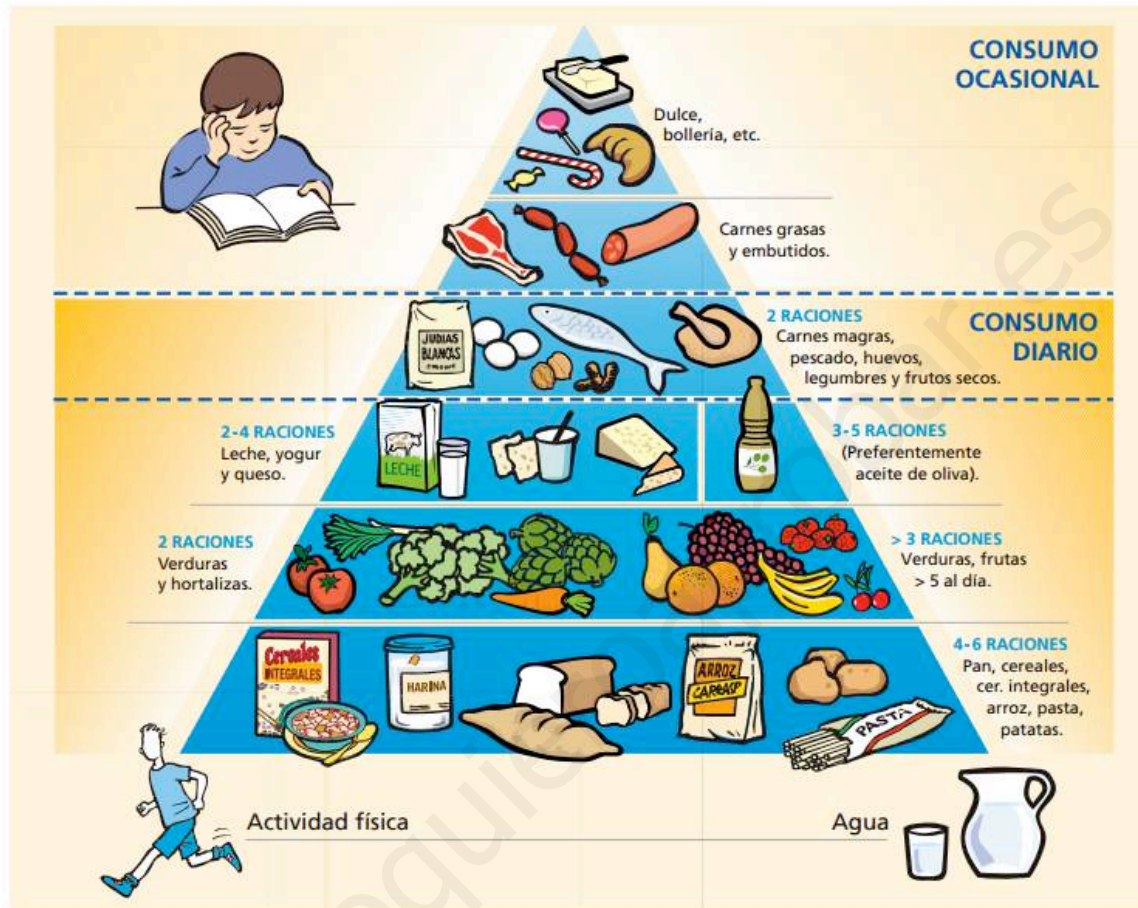 CONSUMO
OCASIONAL
Dulce,
bollería, etc.
Carnes grasas
y embutidos.
JUDIAS
BLANCAS
2 RACIONES
Carnes magras,
pescado, huevos,
legumbres y frutos secos.
CONSUMO
DIARIO
2-4 RACIONES
Leche, yogur
y queso.
LECHE
3-5 RACIONES
(Preferentemente
aceite de oliva).
2 RACIONES
Verduras
y hortalizas.
> 3 RACIONES
Verduras, frutas
> 5 al día.
Cereales
INTEGRALES
HARINA
ARROZ
PASTA
4-6 RACIONES
Pan, cereales,
cer. integrales,
arroz, pasta,
patatas.
Actividad física
Agua